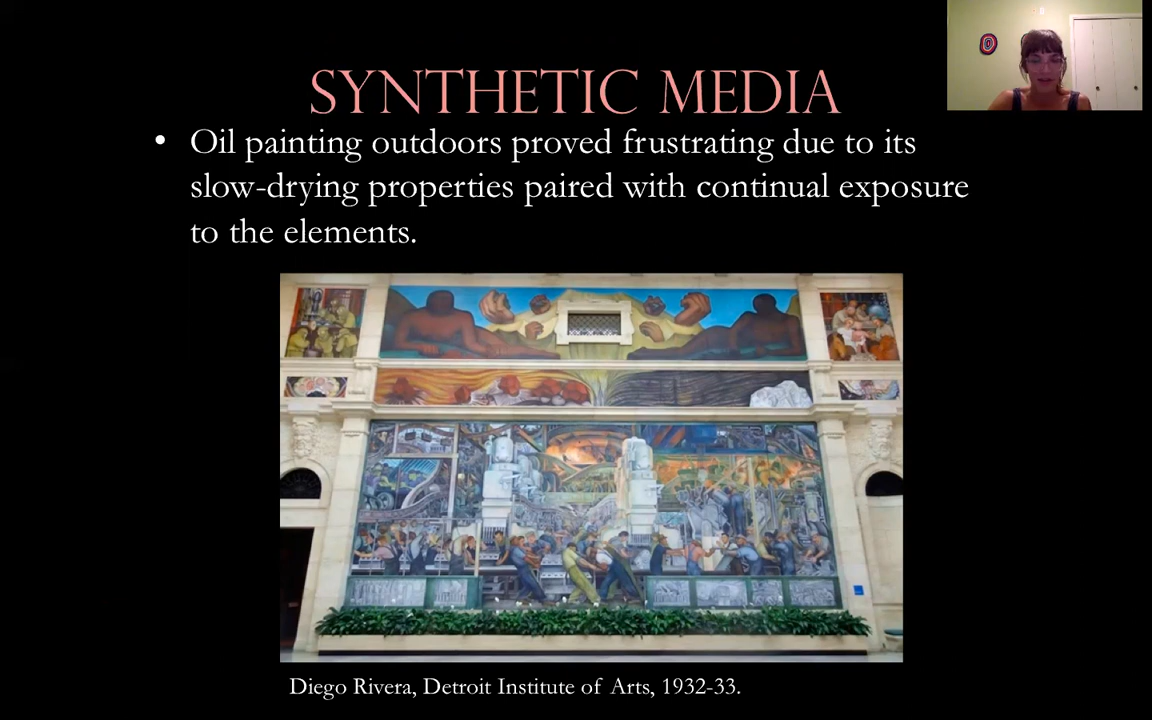 SYNTHETIC MEDIA
• Oil painting outdoors proved frustrating due to its
slow-drying properties paired with continual exposure
to the elements.
Diego Rivera, Detroit Institute of Arts, 1932-33.